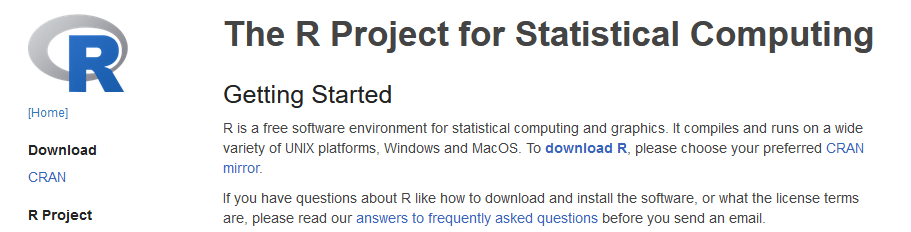 R
The R Project for Statistical Computing
[Home]
Download
CRAN
R Project
Getting Started
R is a free software environment for statistical computing and graphics. It compiles and runs on a wide
variety of UNIX platforms, Windows and MacOS. To download R, please choose your preferred CRAN
mirror.
If you have questions about R like how to download and install the software, or what the license terms
are, please read our answers to frequently asked questions before you send an email.